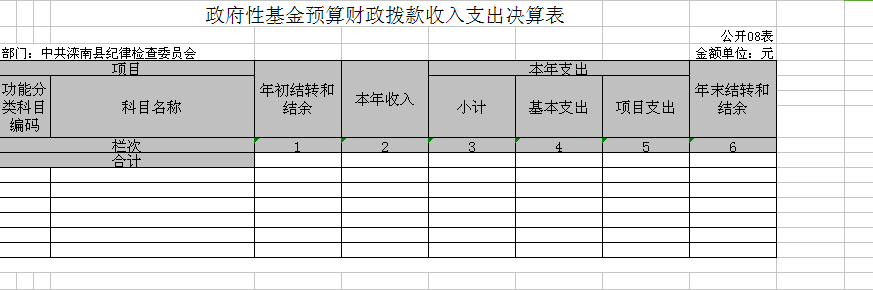 政府性基金预算财政拨款收入支出决算表
公开08表
部门：中共滦南县纪律检查委员会
金额单位：元
项目
年初结转和
结余
本年收入
本年支出
年末结转和
结余
功能分
类科目
编码
科目名称
小计
基本支出
项目支出
栏次
1
2
3
4
5
6
合计